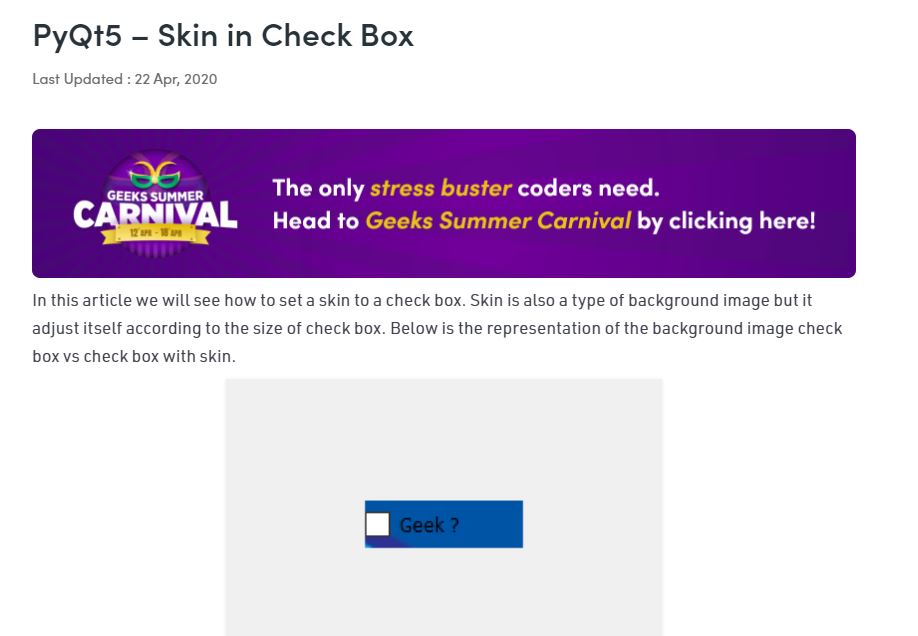 PyQt5 – Skin in Check Box
Last Updated : 22 Apr, 2020
GEEKS SUMMER
CARNIVAL
12 APR - 18 APR
The only stress buster coders need.
Head to Geeks Summer Carnival by clicking here!
In this article we will see how to set a skin to a check box. Skin is also a type of background image but it
adjust itself according to the size of check box. Below is the representation of the background image check
box vs check box with skin.
Geek ?